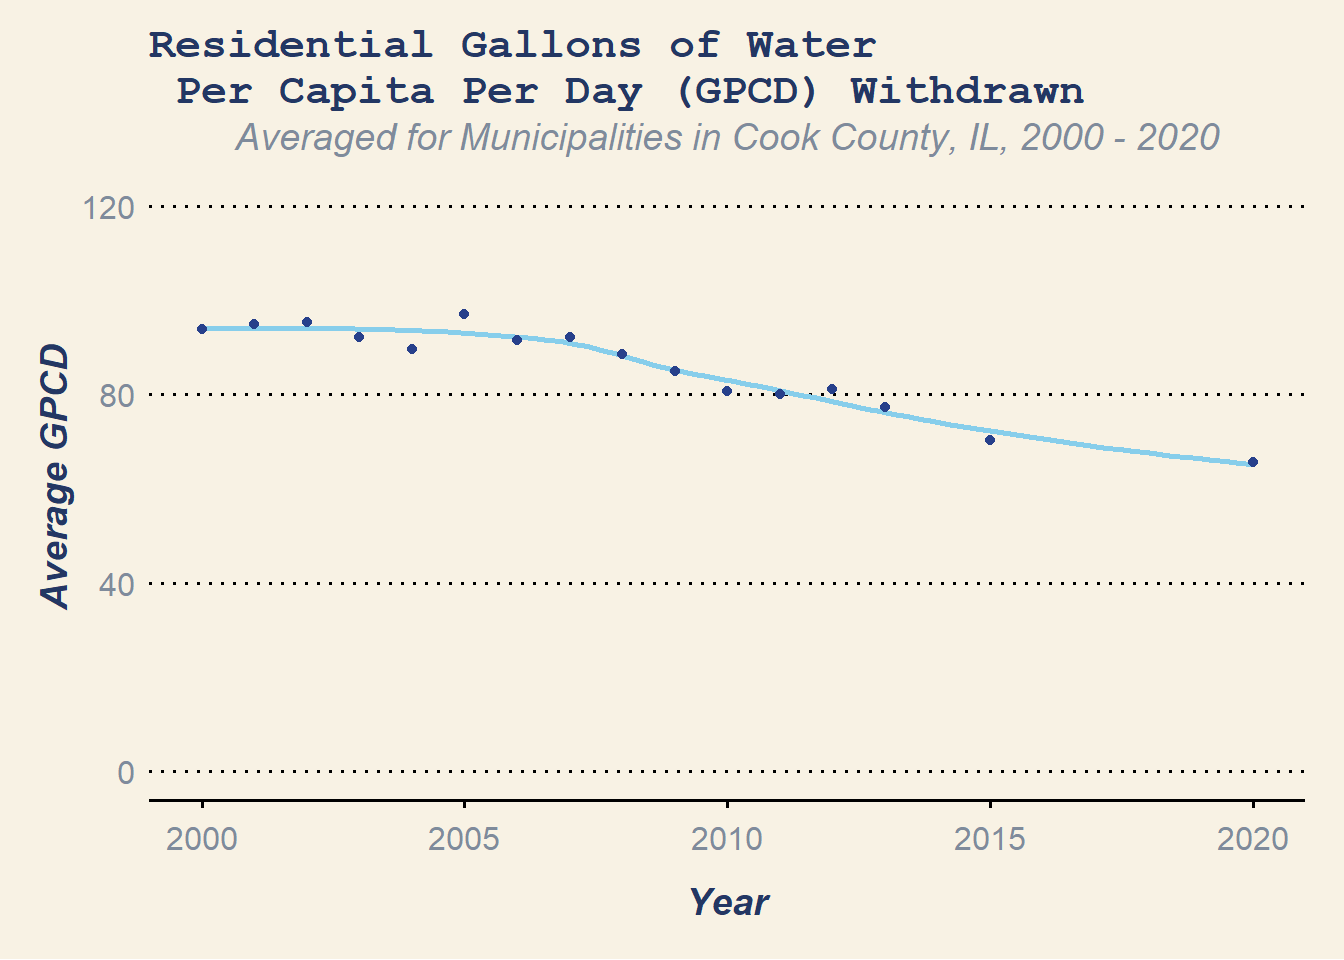 Residential Gallons of Water
Per Capita Per Day (GPCD) Withdrawn
Averaged for Municipalities in Cook County, IL, 2000 - 2020
Average GPCD
120
80
40
0
2000 2005 2010 2015 2020
Year